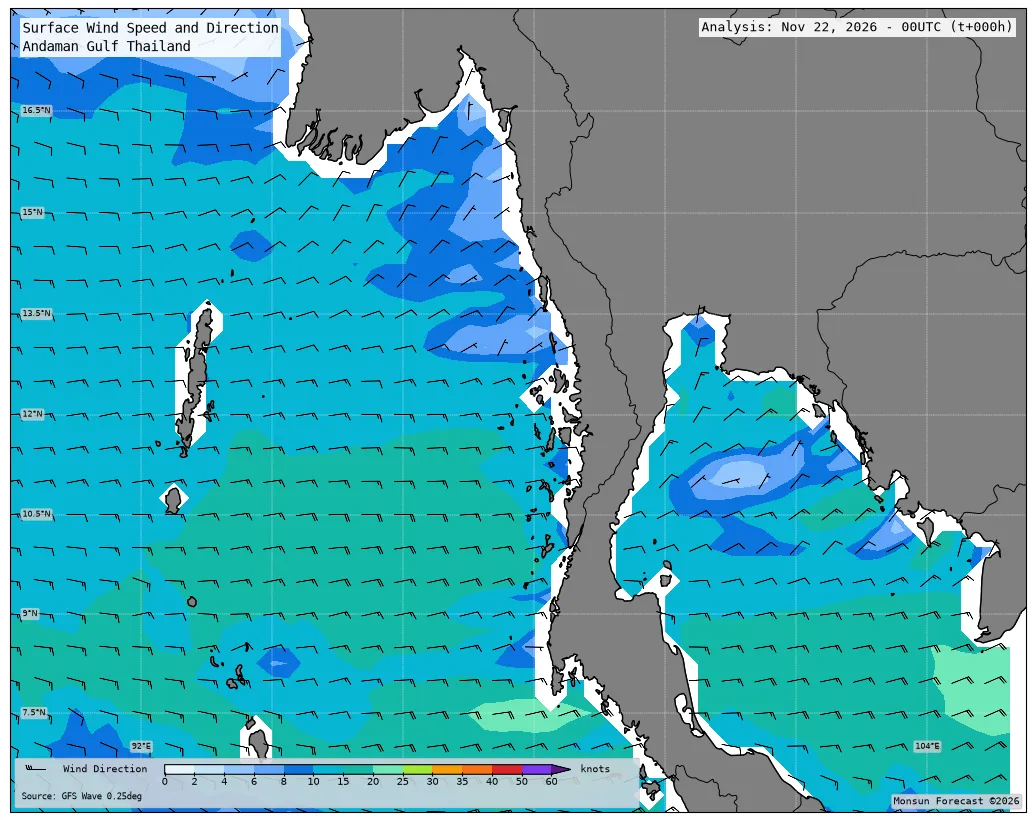 Surface Wind Speed and Direction
Andaman Gulf Thailand
Analysis: Nov 22, 2026 - 00UTC (t+000h)
16.5°N
15°N
13.5°N
12°N
10.5°N
9°N
7.5°N
92°E
104°E
Wind Direction
0 2 4 6 8 10 15 20 25 30 35 40 50 60
knots
Source: GFS Wave 0.25deg
Monsun Forecast ©2026